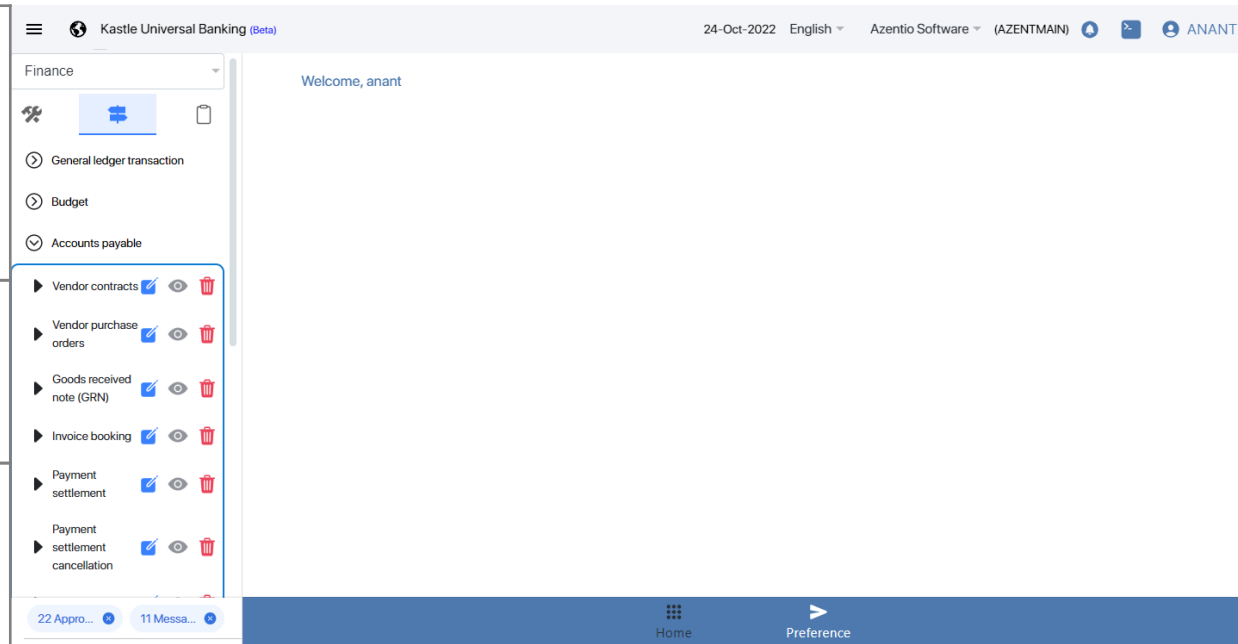 Kastle Universal Banking (Beta)
24-Oct-2022 English Azentio Software (AZENTMAIN) ANANT
Finance
Welcome, anant
General ledger transaction
Budget
Accounts payable
Vendor contracts
Vendor purchase
orders
Goods received
note (GRN)
Invoice booking
Payment
settlement
Payment
settlement
cancellation
22 Appro...
11 Messa...
Home
Preference